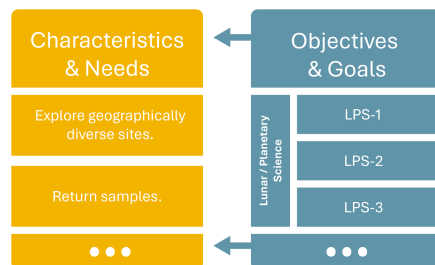 Characteristics
& Needs
Explore geographically
diverse sites.
Return samples.
Objectives
& Goals
Lunar / Planetary
Science
LPS-1
LPS-2
LPS-3